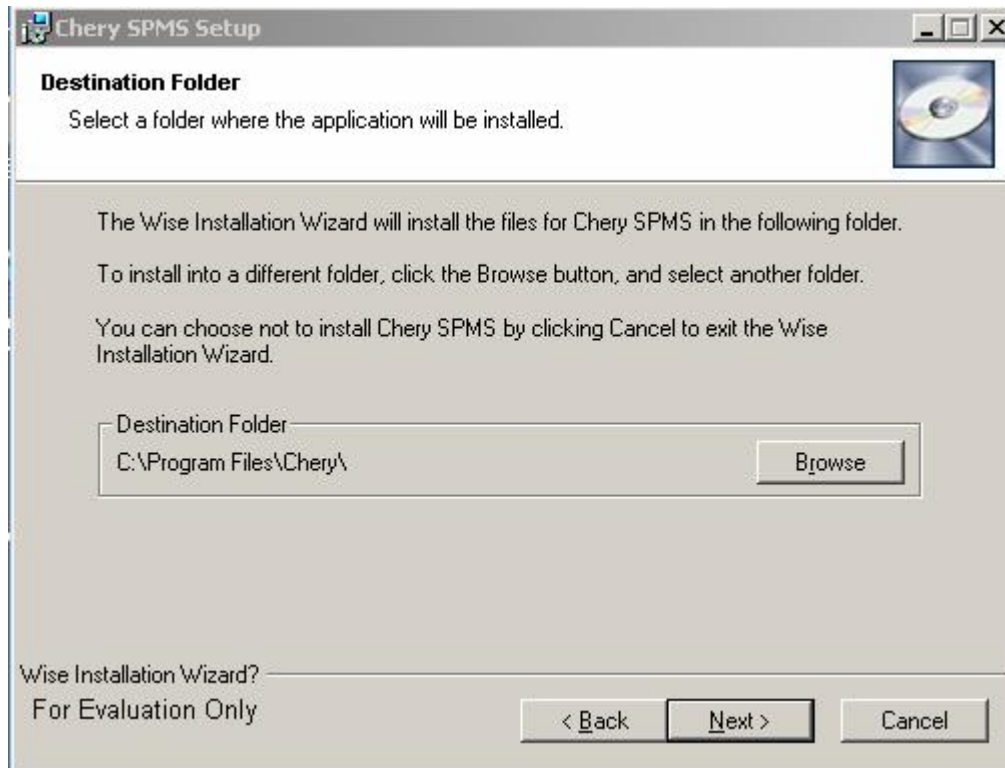 Chery SPMS Setup
Destination Folder
Select a folder where the application will be installed.
The Wise Installation Wizard will install the files for Chery SPMS in the following folder.
To install into a different folder, click the Browse button, and select another folder.
You can choose not to install Chery SPMS by clicking Cancel to exit the Wise
Installation Wizard.
Destination Folder
C:\Program Files\Chery\
Browse
Wise Installation Wizard?
For Evaluation Only
< Back
Next >
Cancel